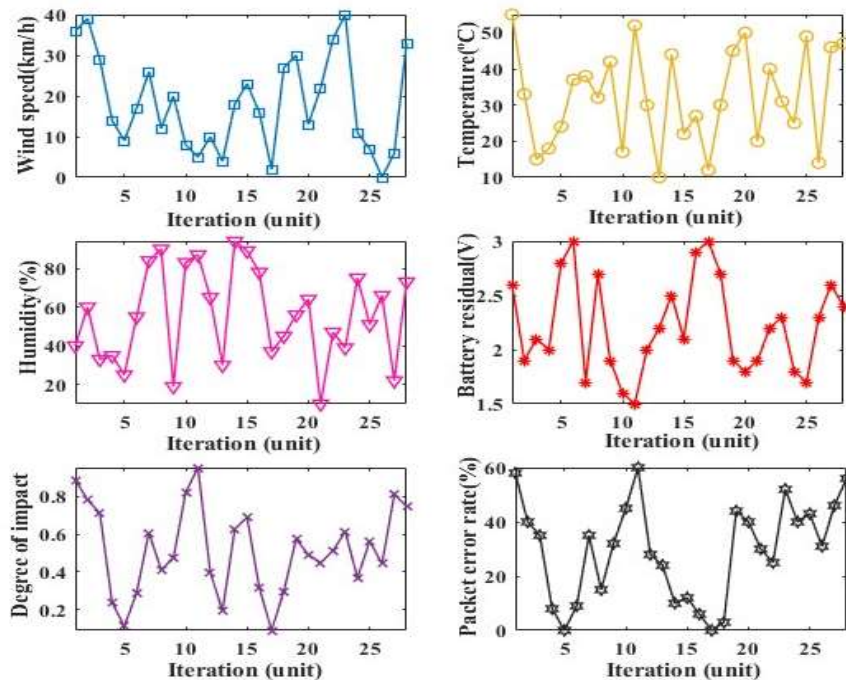 40
30
20
10
0
Wind speed(km/h)
5 10 15 20 25
Iteration (unit)
50
40
30
20
10
Temperature(ºC)
5 10 15 20 25
Iteration (unit)
80
60
40
20
Humidity(%)
5 10 15 20 25
Iteration (unit)
3
2.5
2
1.5
Battery residual(V)
5 10 15 20 25
Iteration (unit)
0.8
0.6
0.4
0.2
Degree of impact
5 10 15 20 25
Iteration (unit)
60
40
20
0
Packet error rate(%)
5 10 15 20 25
Iteration (unit)